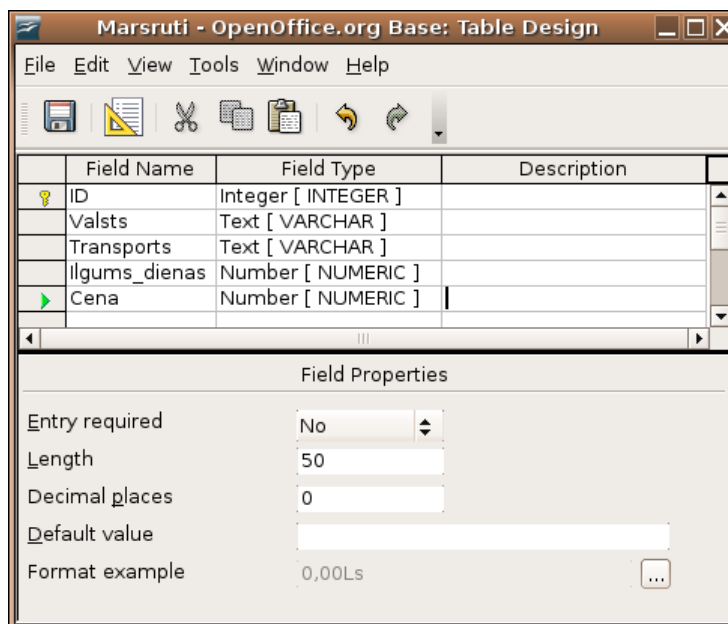 Marsruti - OpenOffice.org Base: Table Design
File Edit View Tools Window Help
Field Name Field Type Description
ID Integer [ INTEGER ]
Valsts Text [ VARCHAR ]
Transports Text [ VARCHAR ]
Ilgums_dienas Number [ NUMERIC ]
Cena Number [ NUMERIC ]
Field Properties
Entry required No
Length 50
Decimal places 0
Default value
Format example 0,00Ls ...